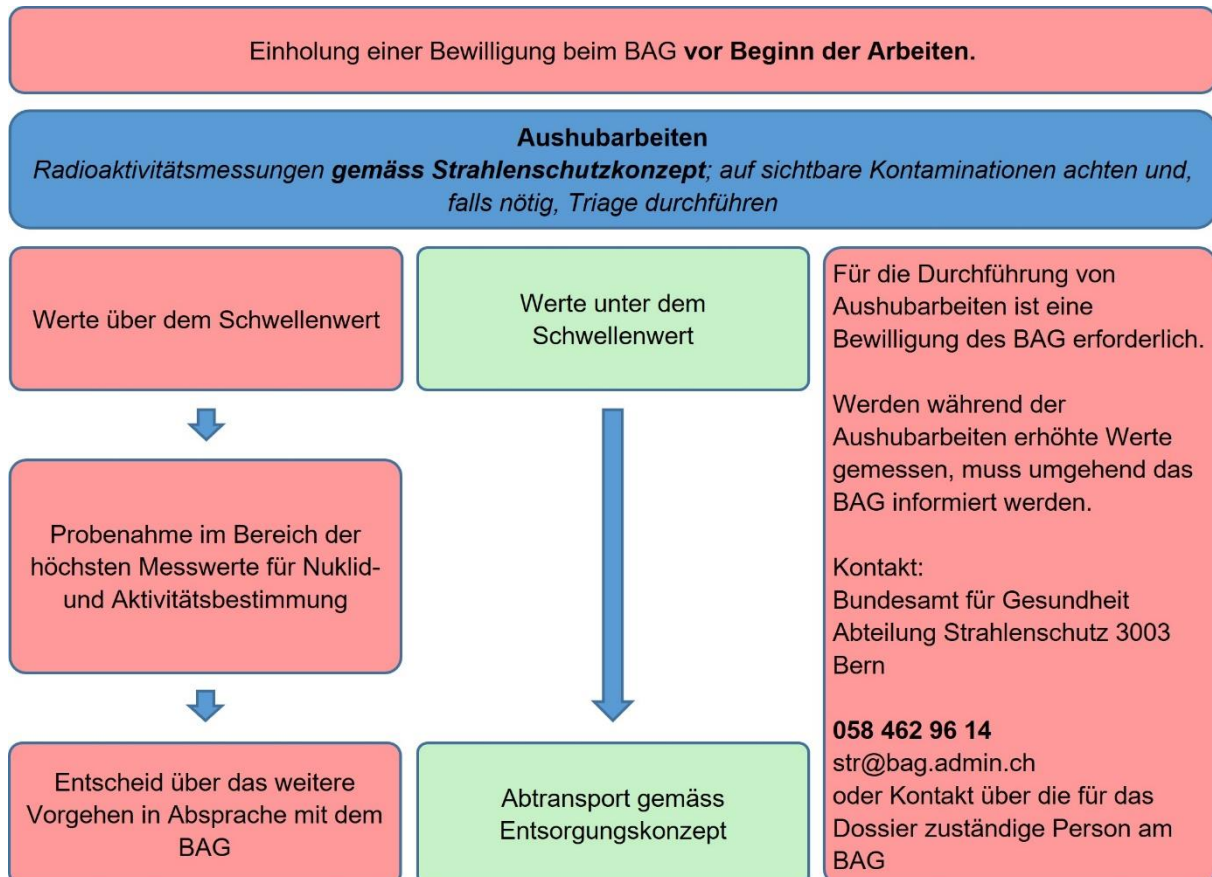 Einholung einer Bewilligung beim BAG vor Beginn der Arbeiten.
Aushubarbeiten
Radioaktivitätsmessungen gemäss Strahlenschutzkonzept; auf sichtbare Kontaminationen achten und,
falls nötig, Triage durchführen
Werte über dem Schwellenwert
Probenahme im Bereich der
höchsten Messwerte für Nuklid-
und Aktivitätsbestimmung
Entscheid über das weitere
Vorgehen in Absprache mit dem
BAG
Werte unter dem
Schwellenwert
Abtransport gemäss
Entsorgungskonzept
Für die Durchführung von
Aushubarbeiten ist eine
Bewilligung des BAG erforderlich.
Werden während der
Aushubarbeiten erhöhte Werte
gemessen, muss umgehend das
BAG informiert werden.
Kontakt:
Bundesamt für Gesundheit
Abteilung Strahlenschutz 3003
Bern
058 462 96 14
str@bag.admin.ch
oder Kontakt über die für das
Dossier zuständige Person am
BAG